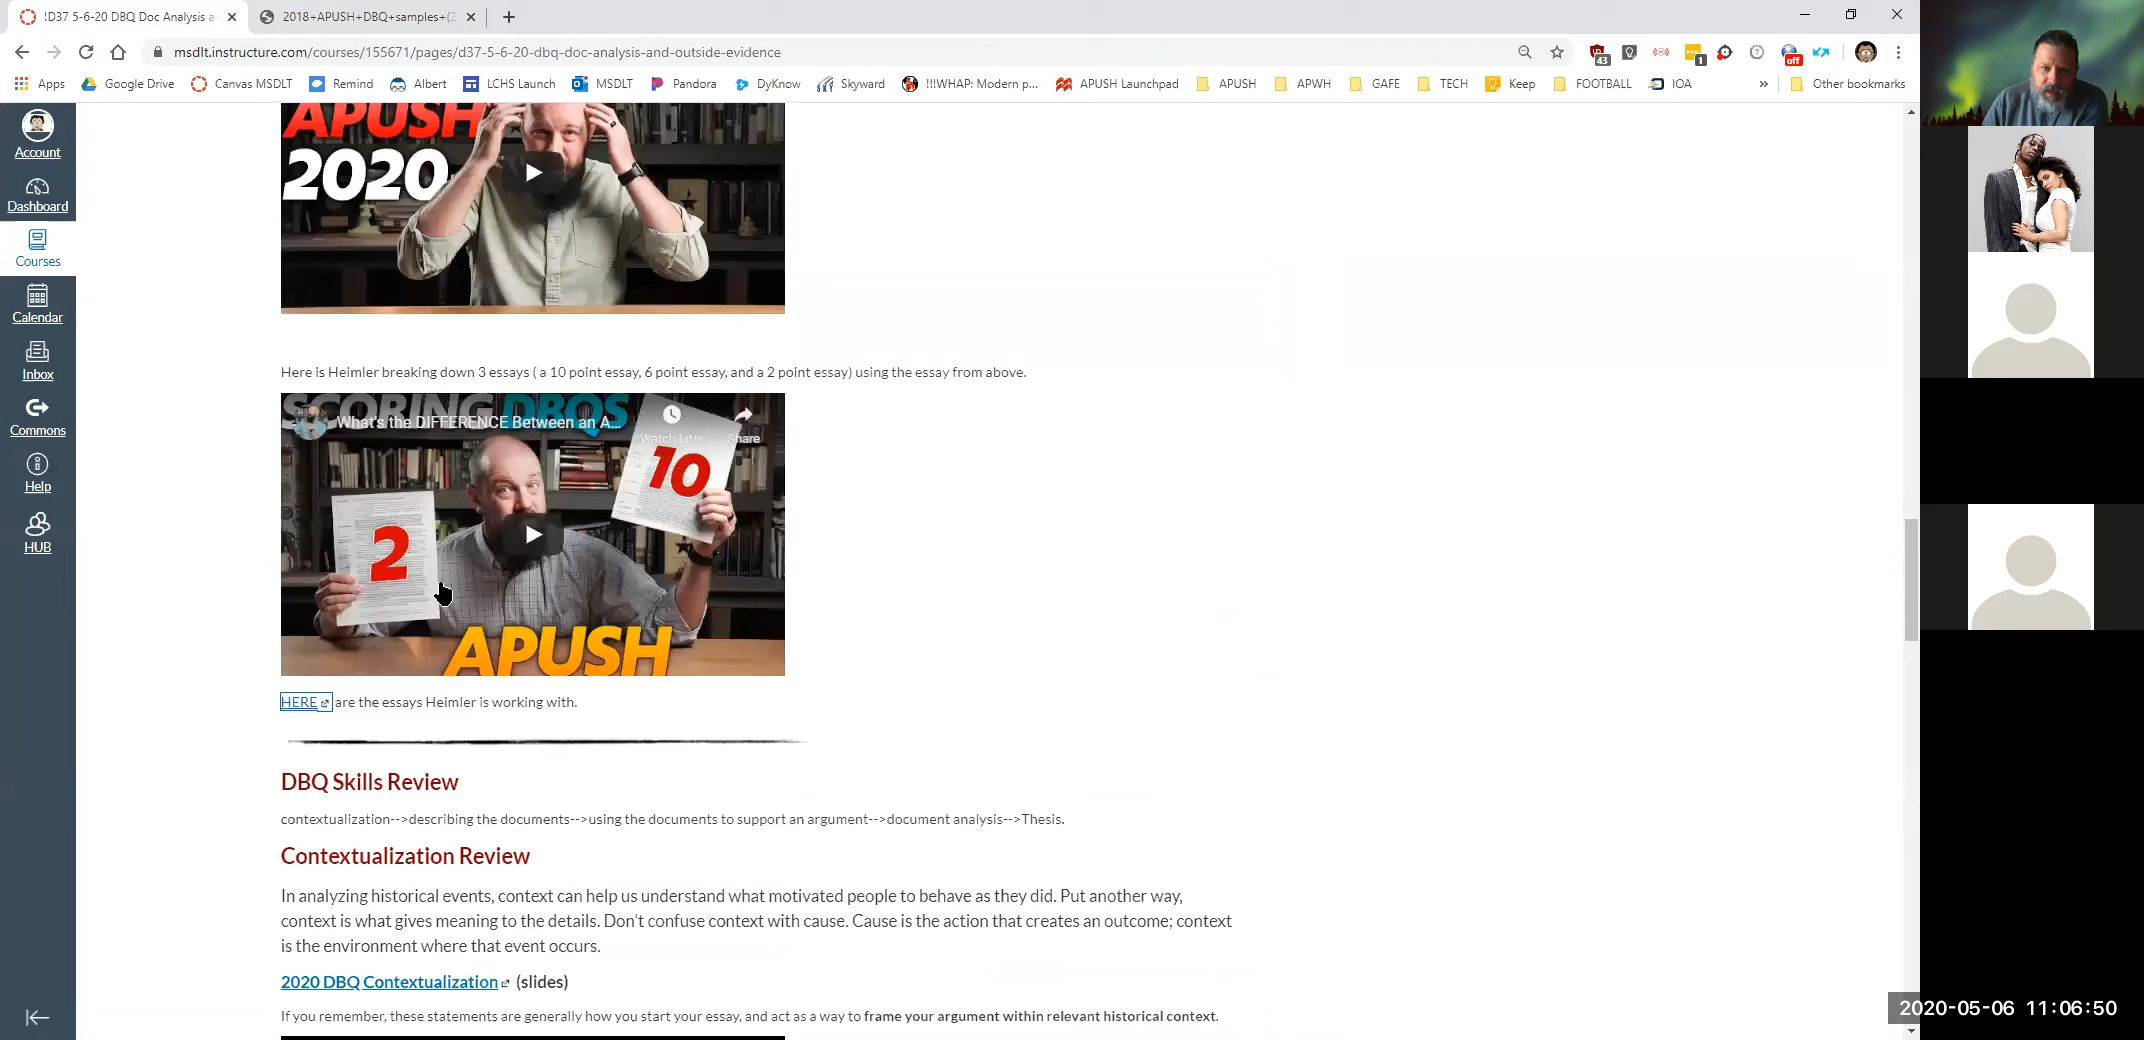 !D37 5-6-20 DBQ Doc Analysis a
2018+APUSH+DBQ+samples+(2
msdlt.instructure.com/courses/155671/pages/d37-5-6-20-dbq-doc-analysis-and-outside-evidence
43
1
off
Apps
Google Drive
Canvas MSDLT
Remind
Albert
LCHS Launch
MSDLT
Pandora
DyKnow
Skyward
!!!WHAP: Modern p...
APUSH Launchpad
APUSH
APWH
GAFE
TECH
Keep
FOOTBALL
IOA
»
Other bookmarks
Account
Dashboard
Courses
Calendar
Inbox
Commons
Help
HUB
APUSH
2020
Here is Heimler breaking down 3 essays ( a 10 point essay, 6 point essay, and a 2 point essay) using the essay from above.
SCORING DBQS
What's the DIFFERENCE Between an A...
Watch later
Share
10
2
APUSH
HERE are the essays Heimler is working with.
DBQ Skills Review
contextualization-->describing the documents-->using the documents to support an argument-->document analysis-->Thesis.
Contextualization Review
In analyzing historical events, context can help us understand what motivated people to behave as they did. Put another way,
context is what gives meaning to the details. Don't confuse context with cause. Cause is the action that creates an outcome; context
is the environment where that event occurs.
2020 DBQ Contextualization (slides)
If you remember, these statements are generally how you start your essay, and act as a way to frame your argument within relevant historical context.
2020-05-06 11:06:50